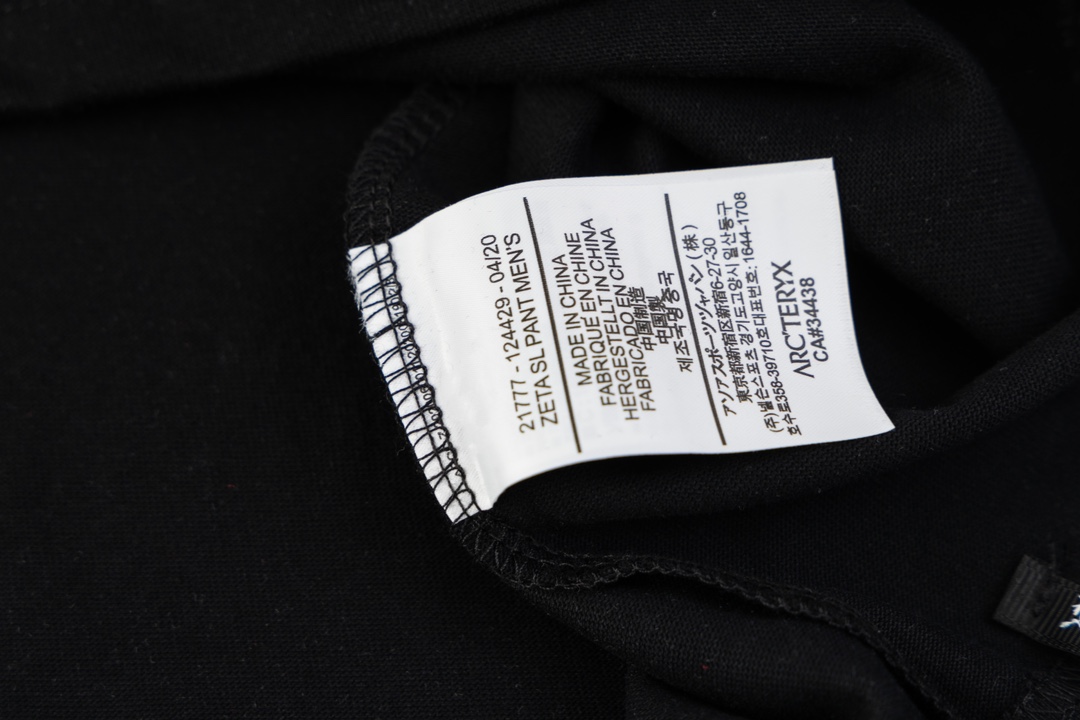 21777 - 124429 - 04/20
ZETA SL PANT MEN'S
MADE IN CHINA
FABRIQUÉ EN CHINE
HERGESTELLT IN CHINA
FABRICADO EN CHINA
中国制造
中国製
제조국명:중국
アソアスポーツジャパン(株)
東京都新宿区新宿6-27-30
(주)넬슨스포츠 경기도고양시일산동구
호수로358-39710호대표번호:1644-1708
ARC'TERYX
CA#34438